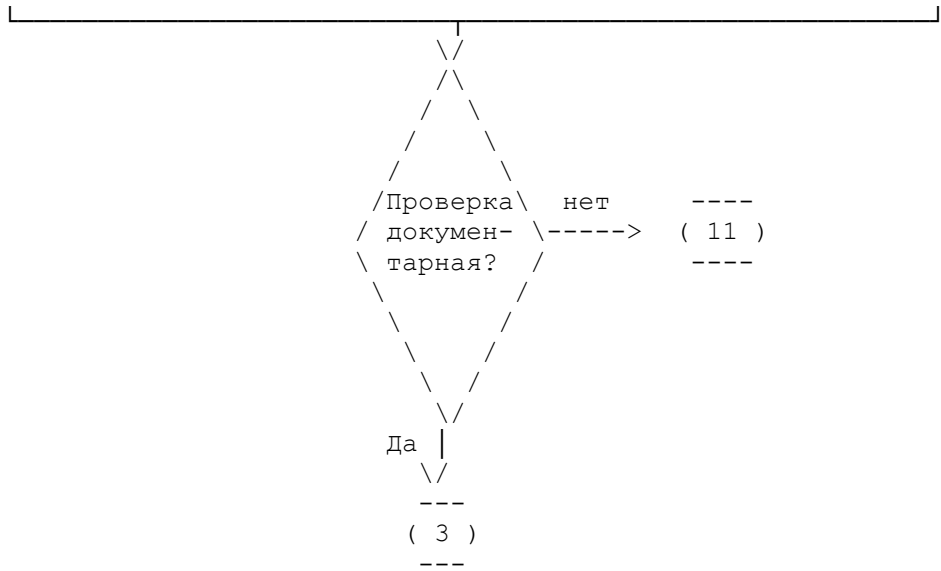 Проверка нет
докумен- ( 11 )
тарная?
Да
( 3 )